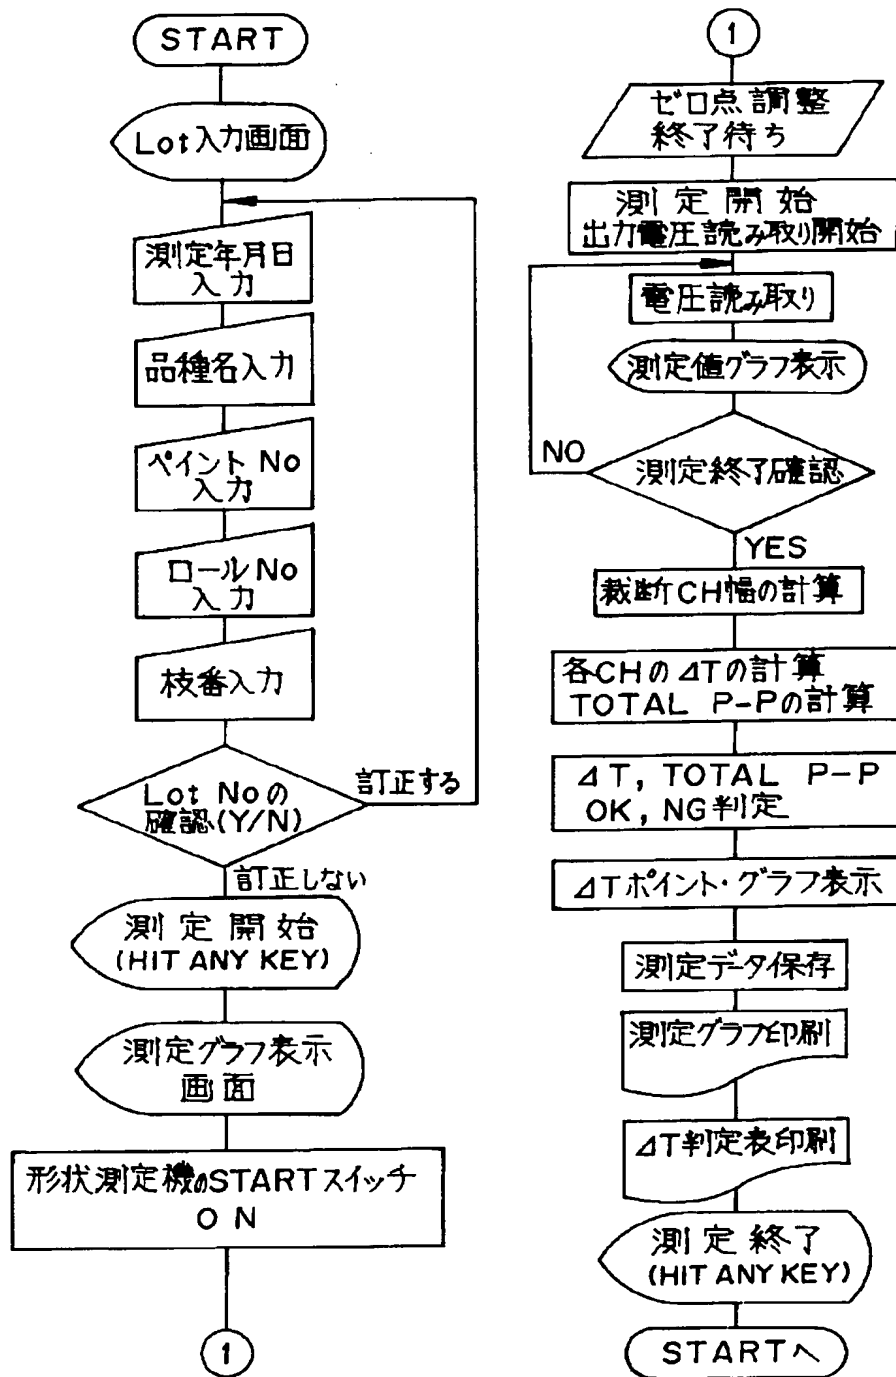 START
Lot入力画面
測定年月日
入力
品種名入力
ペイントNo
入力
ロールNo
入力
枝番入力
Lot Noの
確認(Y/N)
訂正する
訂正しない
測定開始
(HIT ANY KEY)
測定グラフ表示
画面
形状測定機のSTARTスイッチ
ON
1
1
ゼロ点調整
終了待ち
測定開始
出力電圧読み取り開始
電圧読み取り
測定値グラフ表示
NO
測定終了確認
YES
裁断CH幅の計算
各CHのΔTの計算
TOTAL P-Pの計算
ΔT, TOTAL P-P
OK, NG判定
ΔTポイント・グラフ表示
測定データ保存
測定グラフ印刷
ΔT判定表印刷
測定終了
(HIT ANY KEY)
STARTへ